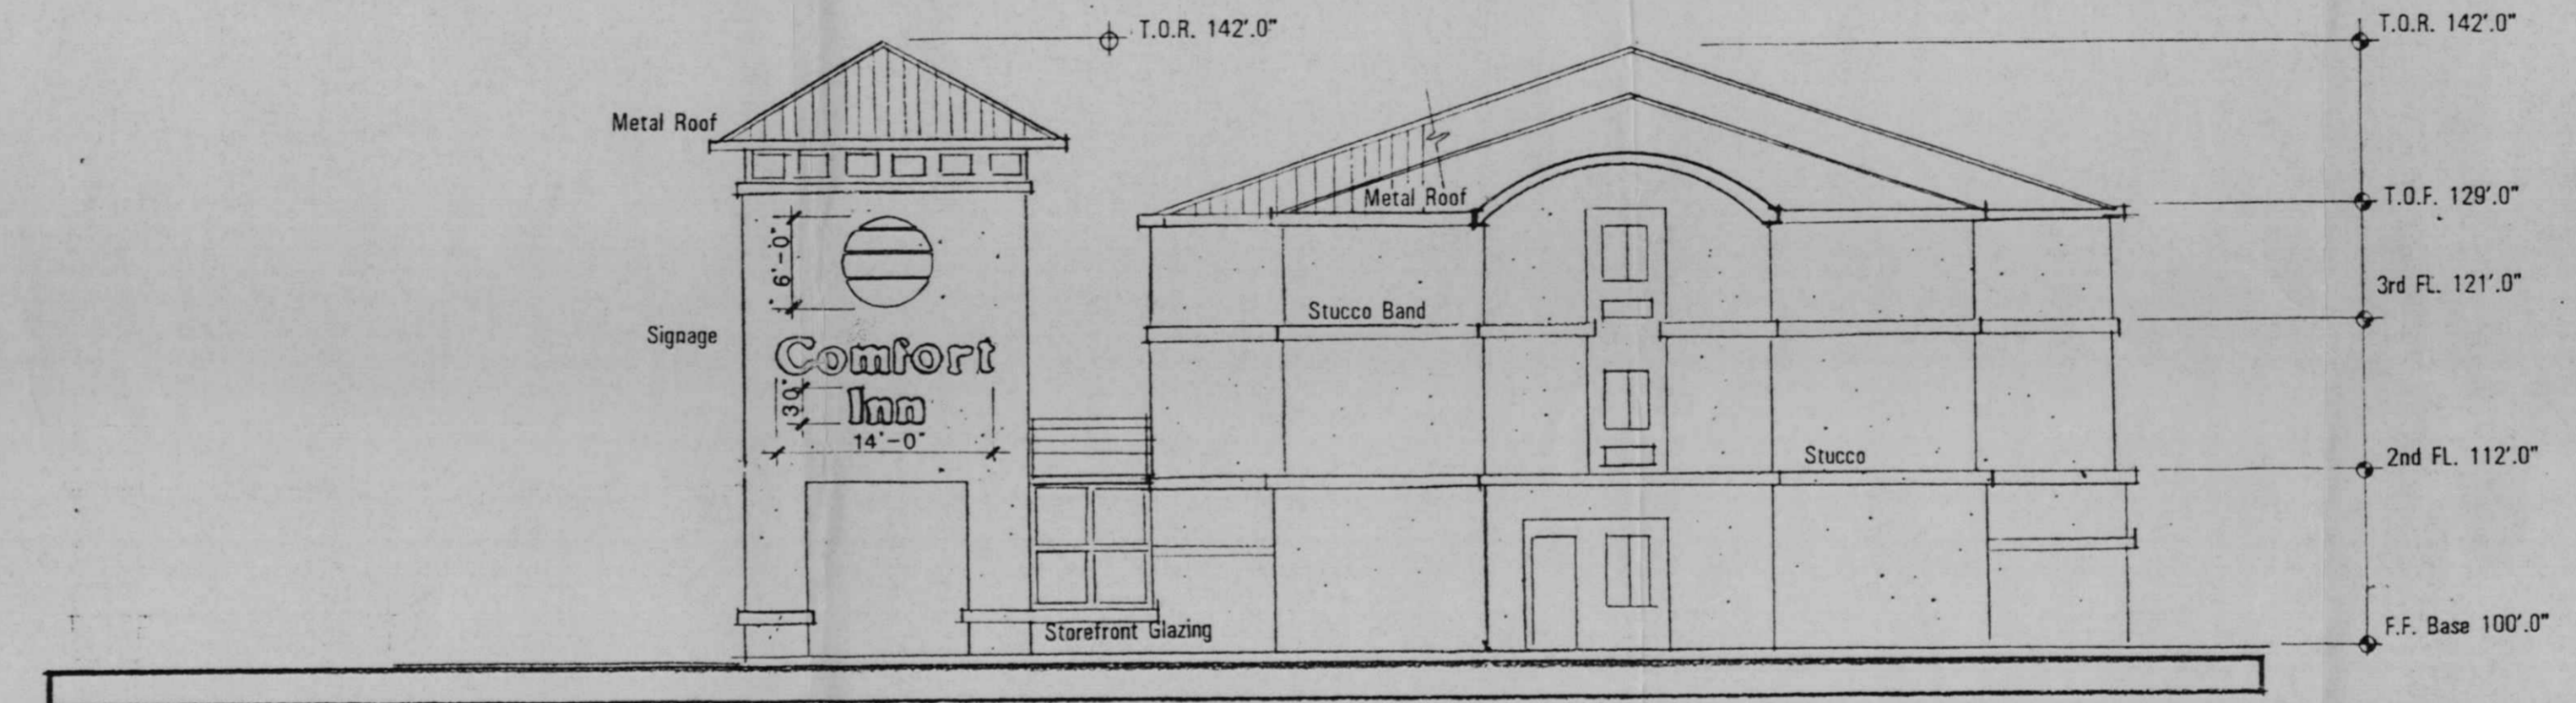 T.O.R. 142'.0"
T.O.R. 142'.0"
Metal Roof
Metal Roof
T.O.F. 129'.0"
6'-0"
3rd FL. 121'.0"
Stucco Band
Signage
Comfort
30"
Inn
14'-0"
Stucco
2nd FL. 112'.0"
Storefront Glazing
F.F. Base 100'.0"